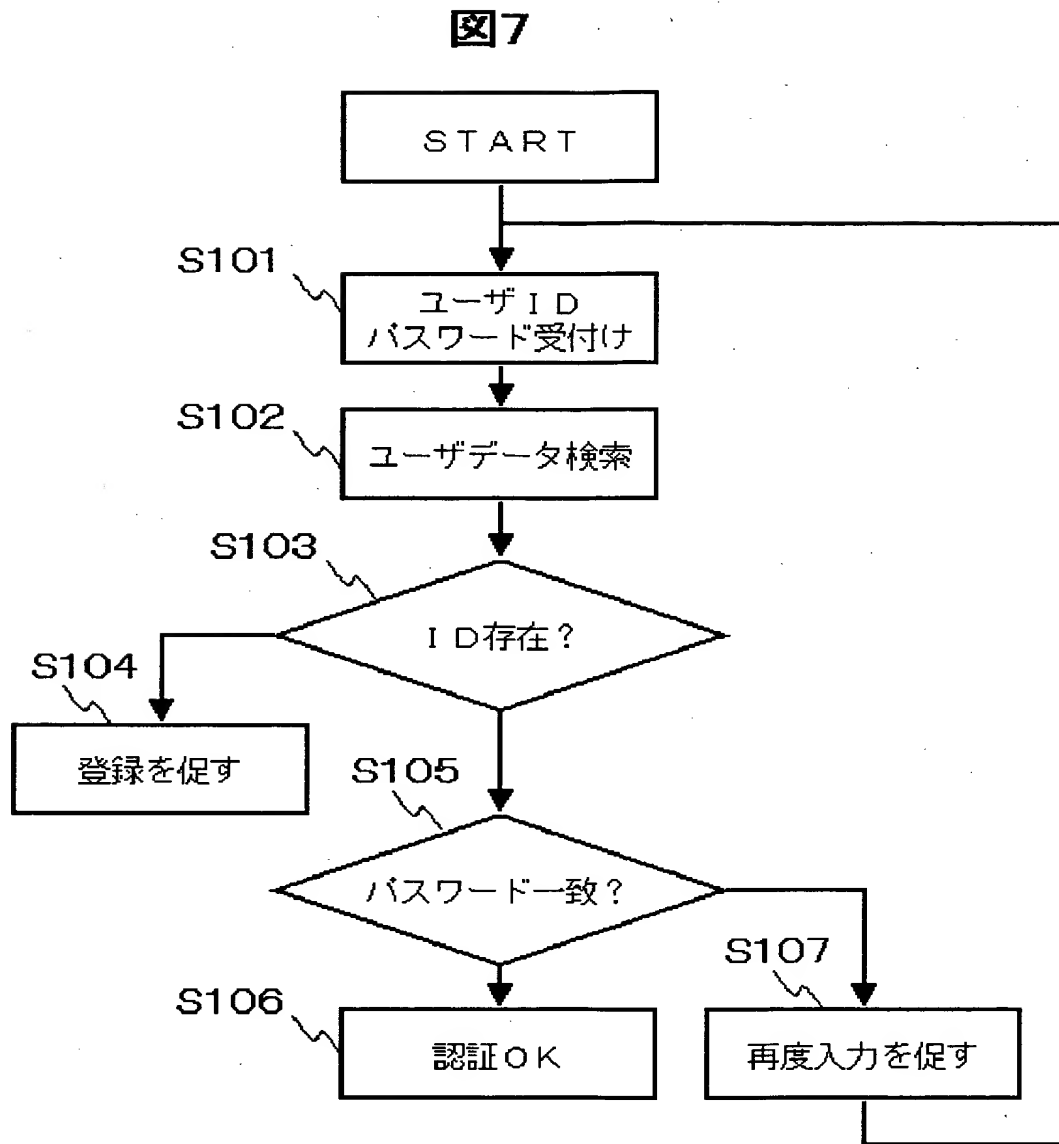 図7
START
S101
ユーザID
パスワード受付け
S102
ユーザデータ検索
S103
ID存在?
S104
登録を促す
S105
パスワード一致?
S106
認証OK
S107
再度入力を促す